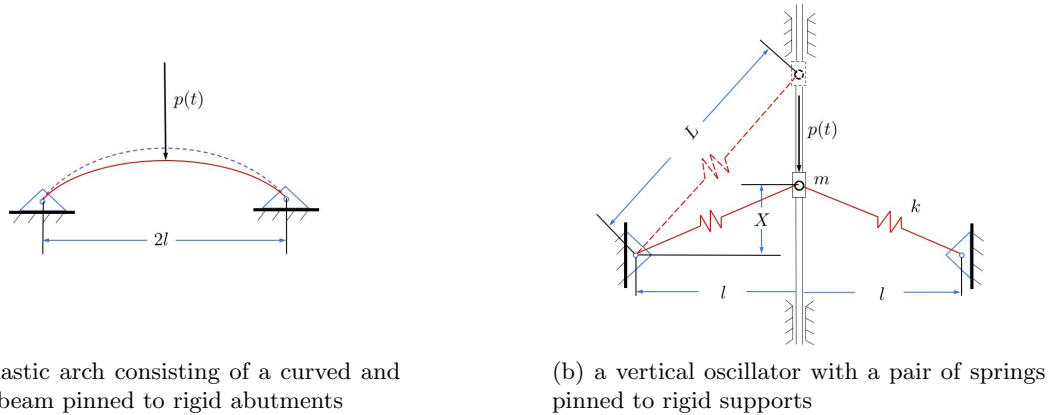 p(t)
2l
L
p(t)
m
X
k
l
l
lastic arch consisting of a curved and
beam pinned to rigid abutments
(b) a vertical oscillator with a pair of springs
pinned to rigid supports